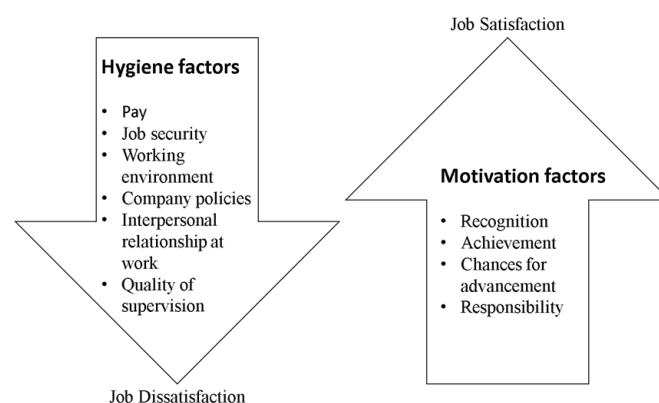 Job Satisfaction
Hygiene factors
• Pay
• Job security
• Working
environment
• Company policies
• Interpersonal
relationship at
work
• Quality of
supervision
Job Dissatisfaction
Motivation factors
• Recognition
• Achievement
• Chances for
advancement
• Responsibility